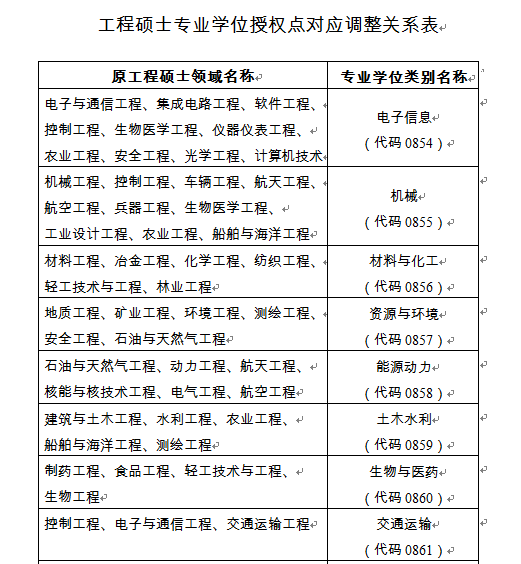 工程硕士专业学位授权点对应调整关系表
原工程硕士领域名称
专业学位类别名称
电子与通信工程、集成电路工程、软件工程、
控制工程、生物医学工程、仪器仪表工程、
农业工程、安全工程、光学工程、计算机技术
电子信息
（代码 0854）
机械工程、控制工程、车辆工程、航天工程、
航空工程、兵器工程、生物医学工程、
工业设计工程、农业工程、船舶与海洋工程
机械
（代码 0855）
材料工程、冶金工程、化学工程、纺织工程、
轻工技术与工程、林业工程
材料与化工
（代码 0856）
地质工程、矿业工程、环境工程、测绘工程、
安全工程、石油与天然气工程
资源与环境
（代码 0857）
石油与天然气工程、动力工程、航天工程、
核能与核技术工程、电气工程、航空工程
能源动力
（代码 0858）
建筑与土木工程、水利工程、农业工程、
船舶与海洋工程、测绘工程
土木水利
（代码 0859）
制药工程、食品工程、轻工技术与工程、
生物工程
生物与医药
（代码 0860）
控制工程、电子与通信工程、交通运输工程
交通运输
（代码 0861）